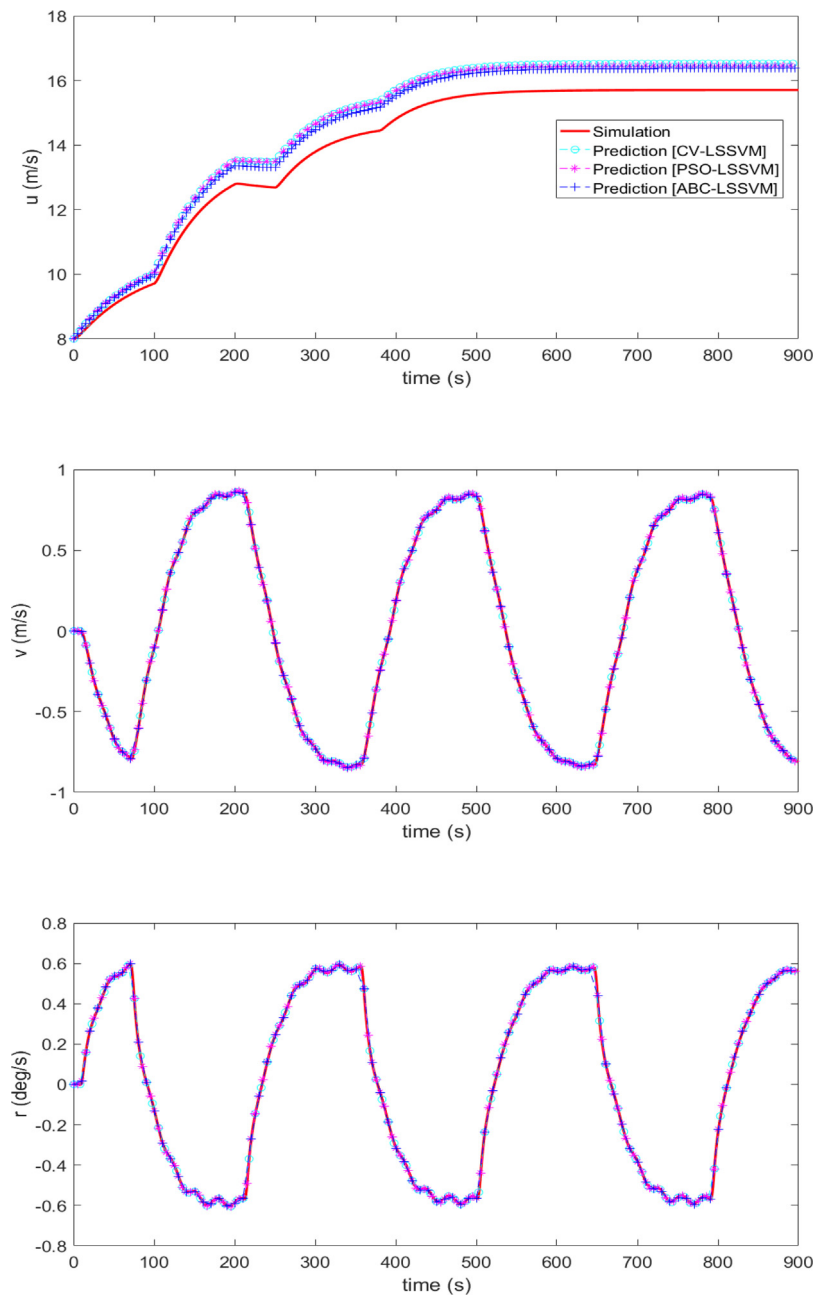 18
16
14
12
10
8
u (m/s)
Simulation
Prediction [CV-LSSVM]
Prediction [PSO-LSSVM]
Prediction [ABC-LSSVM]
0 100 200 300 400 500 600 700 800 900
time (s)
1
0.5
0
-0.5
-1
v (m/s)
0 100 200 300 400 500 600 700 800 900
time (s)
0.8
0.6
0.4
0.2
0
-0.2
-0.4
-0.6
-0.8
r (deg/s)
0 100 200 300 400 500 600 700 800 900
time (s)